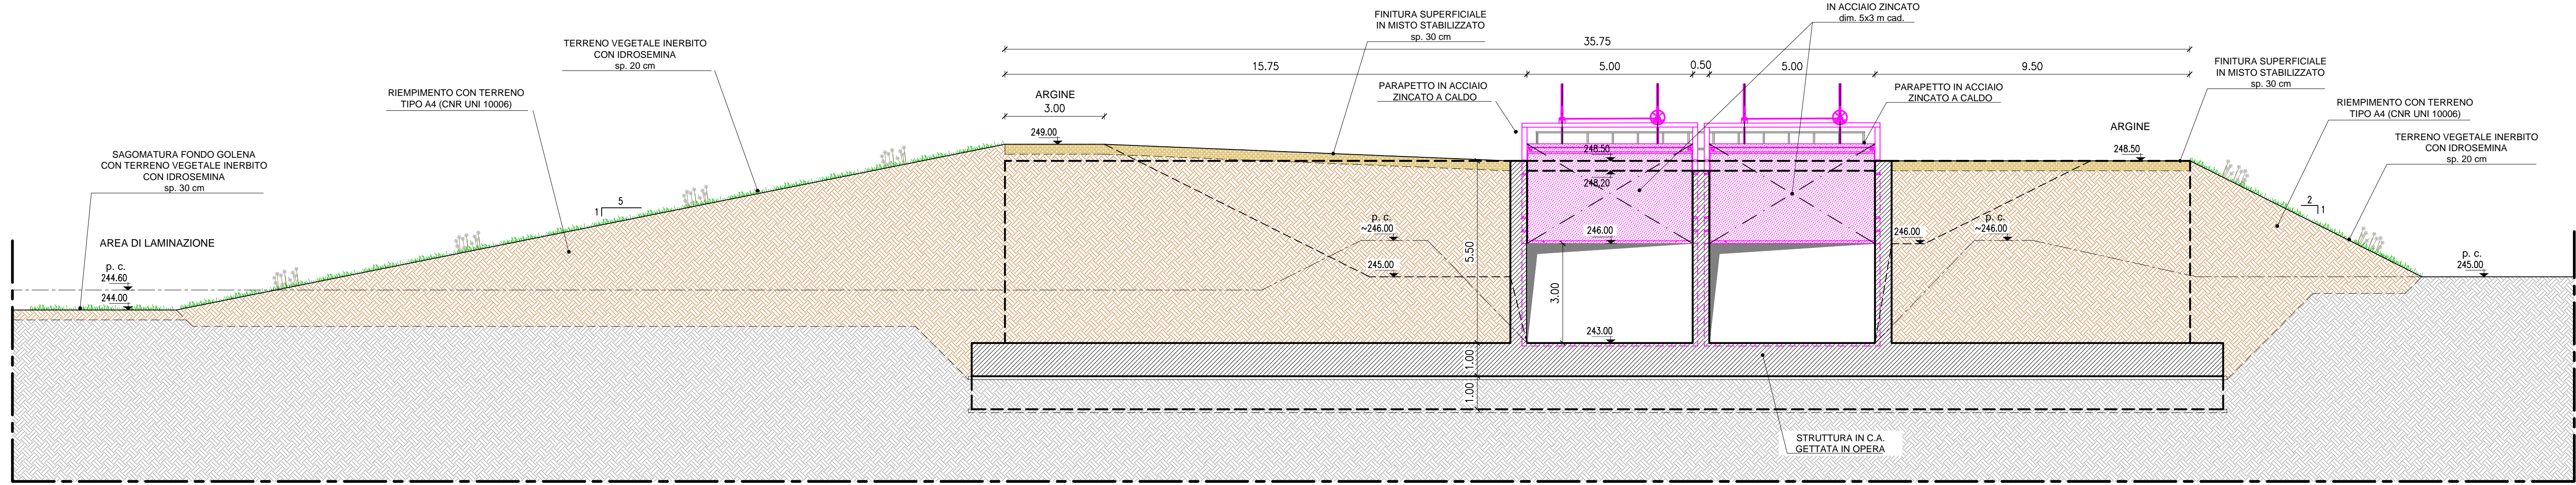 IN ACCIAIO ZINCATO
dim. 5x3 m cad.
FINITURA SUPERFICIALE
IN MISTO STABILIZZATO
sp. 30 cm
35.75
TERRENO VEGETALE INERBITO
CON IDROSEMINA
sp. 20 cm
15.75
5.00
0.50
5.00
9.50
FINITURA SUPERFICIALE
IN MISTO STABILIZZATO
sp. 30 cm
RIEMPIMENTO CON TERRENO
TIPO A4 (CNR UNI 10006)
ARGINE
3.00
PARAPETTO IN ACCIAIO
ZINCATO A CALDO
PARAPETTO IN ACCIAIO
ZINCATO A CALDO
RIEMPIMENTO CON TERRENO
TIPO A4 (CNR UNI 10006)
ARGINE
249.00
248.50
248.50
TERRENO VEGETALE INERBITO
CON IDROSEMINA
sp. 20 cm
SAGOMATURA FONDO GOLENA
CON TERRENO VEGETALE INERBITO
CON IDROSEMINA
sp. 30 cm
248.20
5
1
2
1
p. c.
~246.00
p. c.
~246.00
246.00
246.00
AREA DI LAMINAZIONE
5.50
245.00
p. c.
245.00
p. c.
244.60
244.00
3.00
243.00
1.00
1.00
STRUTTURA IN C.A.
GETTATA IN OPERA